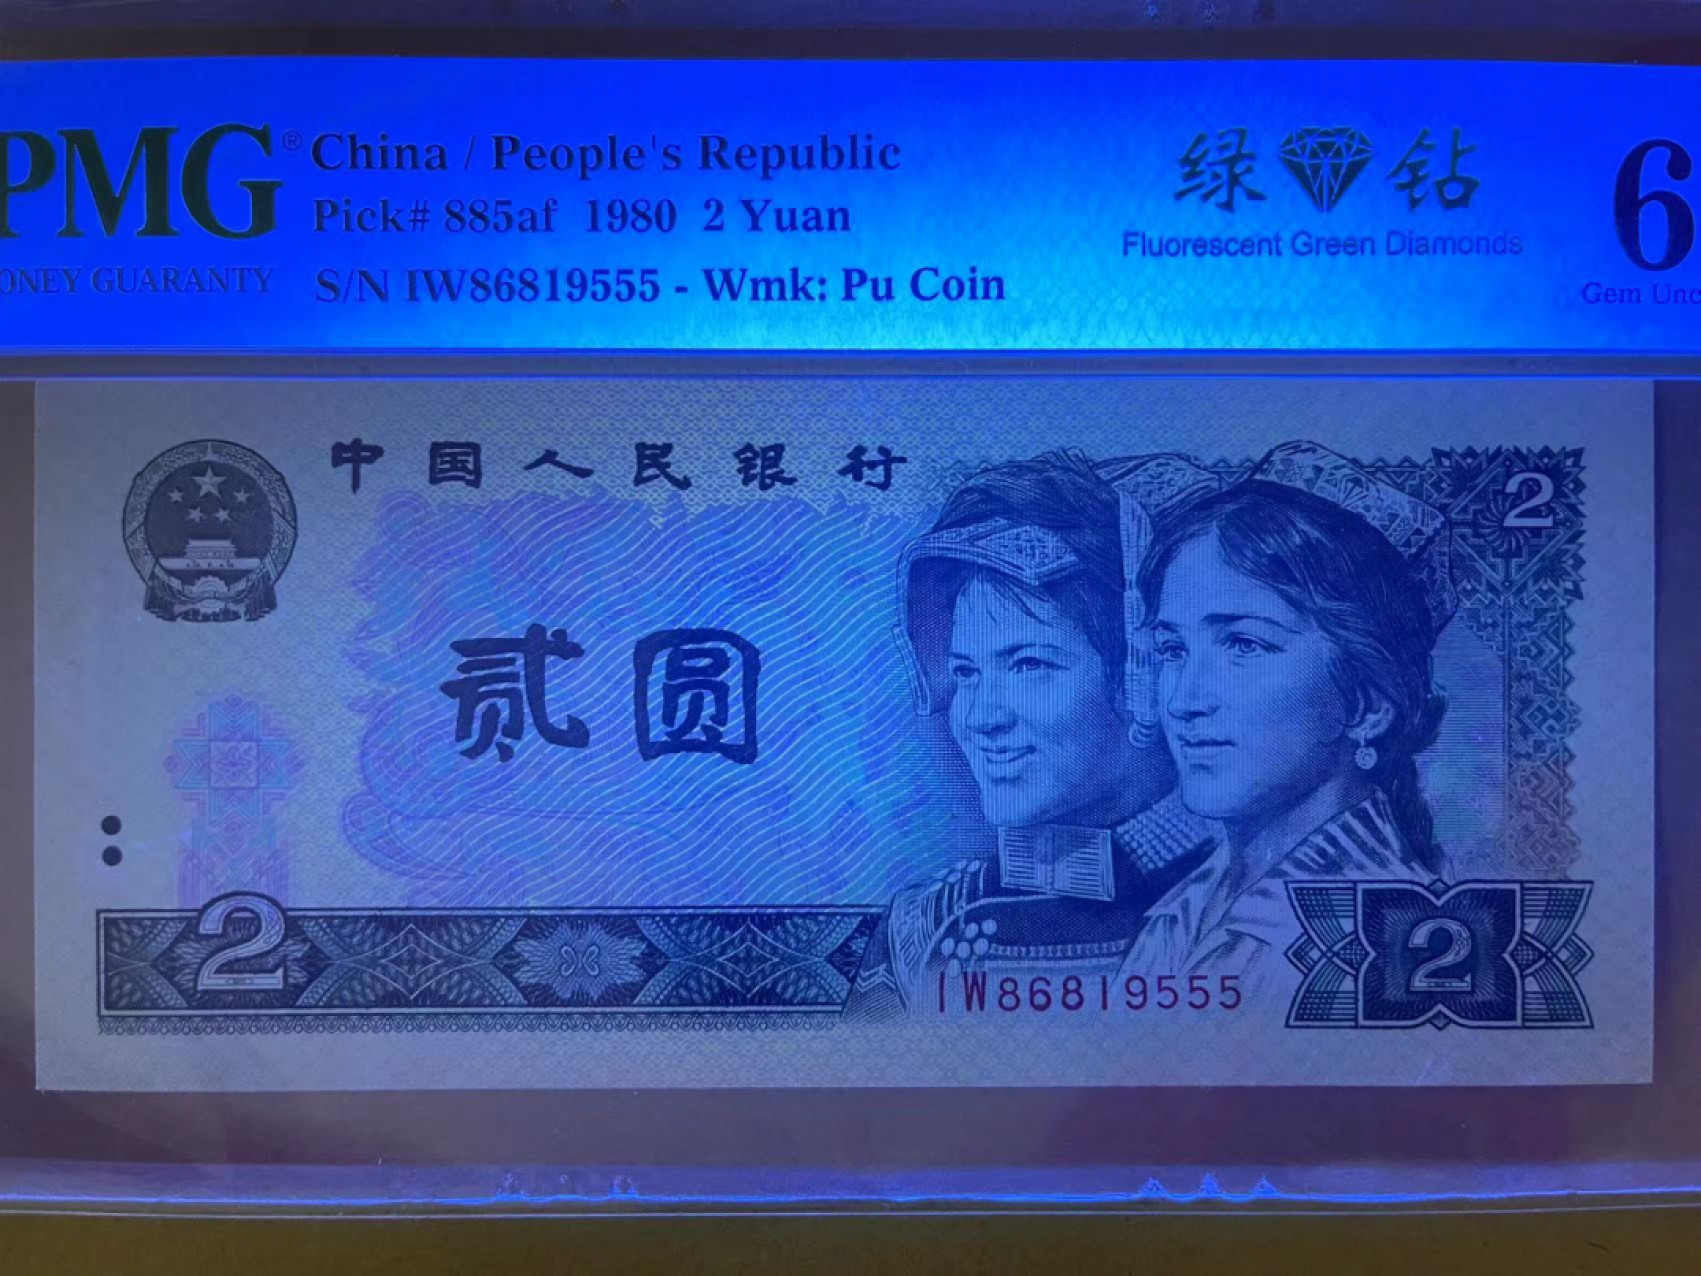 PMG® China / People's Republic
Pick# 885af 1980 2 Yuan
ONEY GUARANTY S/N IW86819555 - Wmk: Pu Coin
绿钻
Fluorescent Green Diamonds
6
Gem Unc
中国人民银行
2
贰圆
2
IW86819555
2